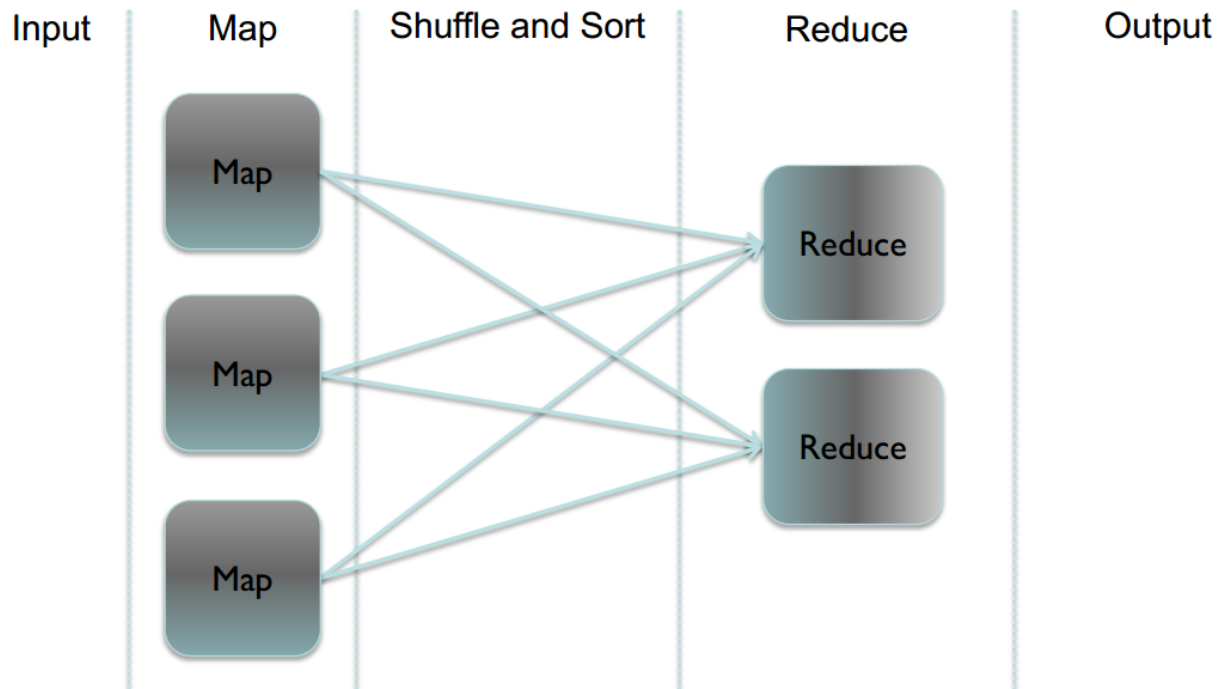 Input
Map
Shuffle and Sort
Reduce
Output
Map
Map
Map
Reduce
Reduce